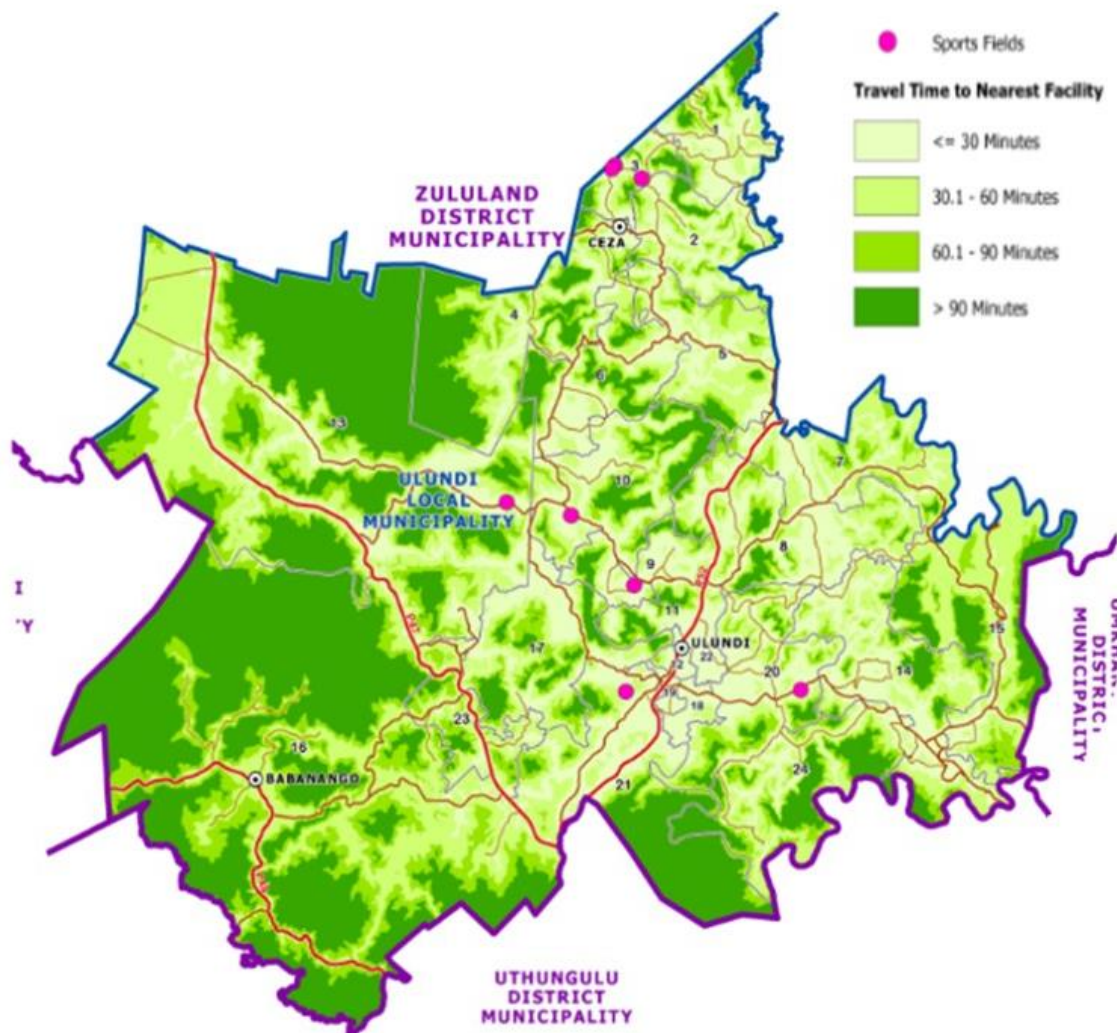 Sports Fields
Travel Time to Nearest Facility
<= 30 Minutes
30.1 - 60 Minutes
60.1 - 90 Minutes
> 90 Minutes
1
3
ZULULAND
DISTRICT
MUNICIPALITY
CEZA
2
4
5
6
13
7
10
ULUNDI
LOCAL
MUNICIPALITY
8
9
I
'Y
11
DISTRIC,
MUNICIPALITY
15
17
ULUNDI
22
12
20
14
19
18
23
16
24
BABANANGO
21
UTHUNGULU
DISTRICT
MUNICIPALITY